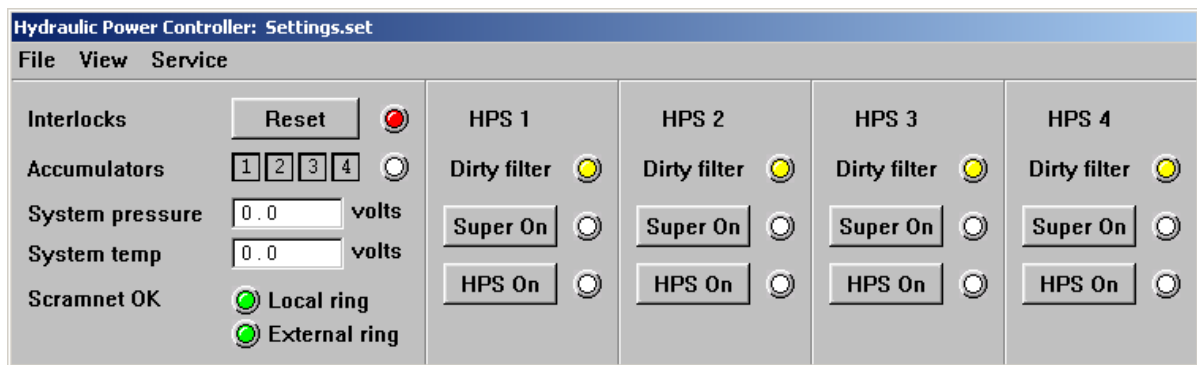 Hydraulic Power Controller: Settings.set
File View Service
Interlocks Reset
Accumulators 1 2 3 4
System pressure 0.0 volts
System temp 0.0 volts
Scramnet OK Local ring
External ring
HPS 1
Dirty filter
Super On
HPS On
HPS 2
Dirty filter
Super On
HPS On
HPS 3
Dirty filter
Super On
HPS On
HPS 4
Dirty filter
Super On
HPS On